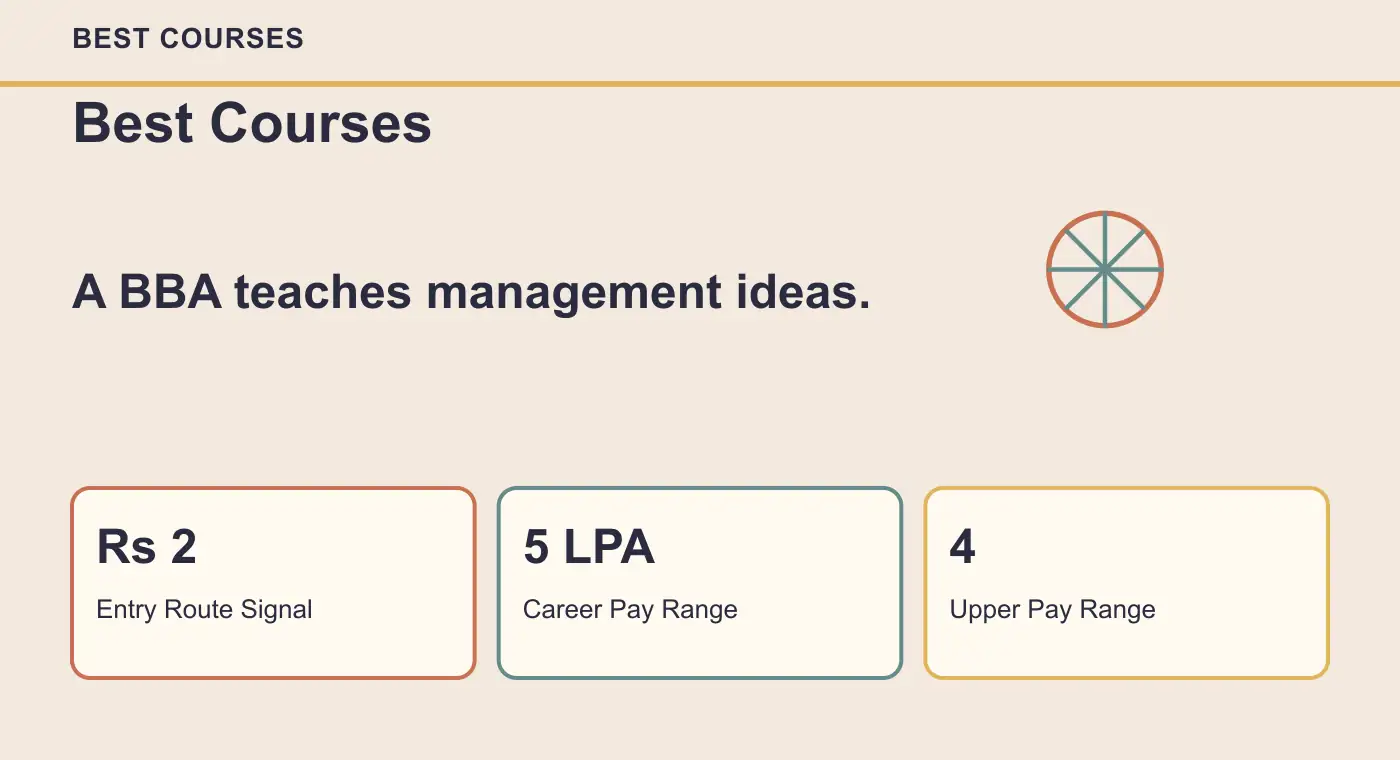 BEST COURSES
Best Courses
A BBA teaches management ideas.
Rs 2
Entry Route Signal
5 LPA
Career Pay Range
4
Upper Pay Range